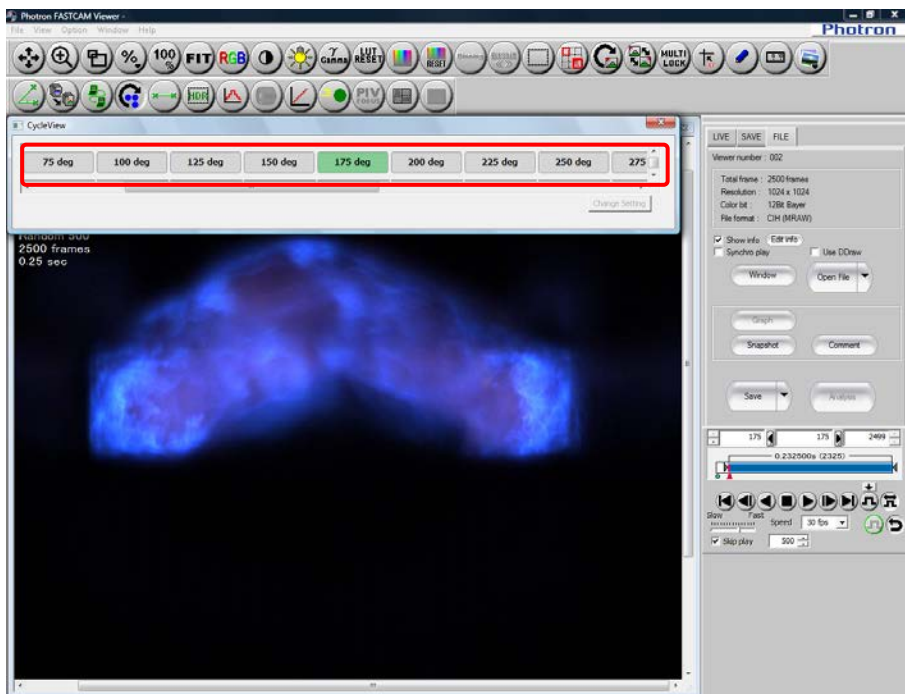 Photron FASTCAM Viewer -
File View Option Window Help
Photron
% 100% FIT RGB Gamma LUT RESET RESET MULTI LOCK
HDR PIV FOCUS
CycleView
75 deg 100 deg 125 deg 150 deg 175 deg 200 deg 225 deg 250 deg 275
Change Setting
Random 500
2500 frames
0.25 sec
LIVE SAVE FILE
Viewer number : 002
Total frame : 2500 frames
Resolution : 1024 x 1024
Color bit : 12Bit Bayer
File format : CIH (MRAW)
Show info Edit info
Synchro play Use DDraw
Window Open File
Graph
Snapshot Comment
Save Analysis
175 175 2499
0.232500s (2325)
Slow Fast Speed 30 fps
Skip play 500